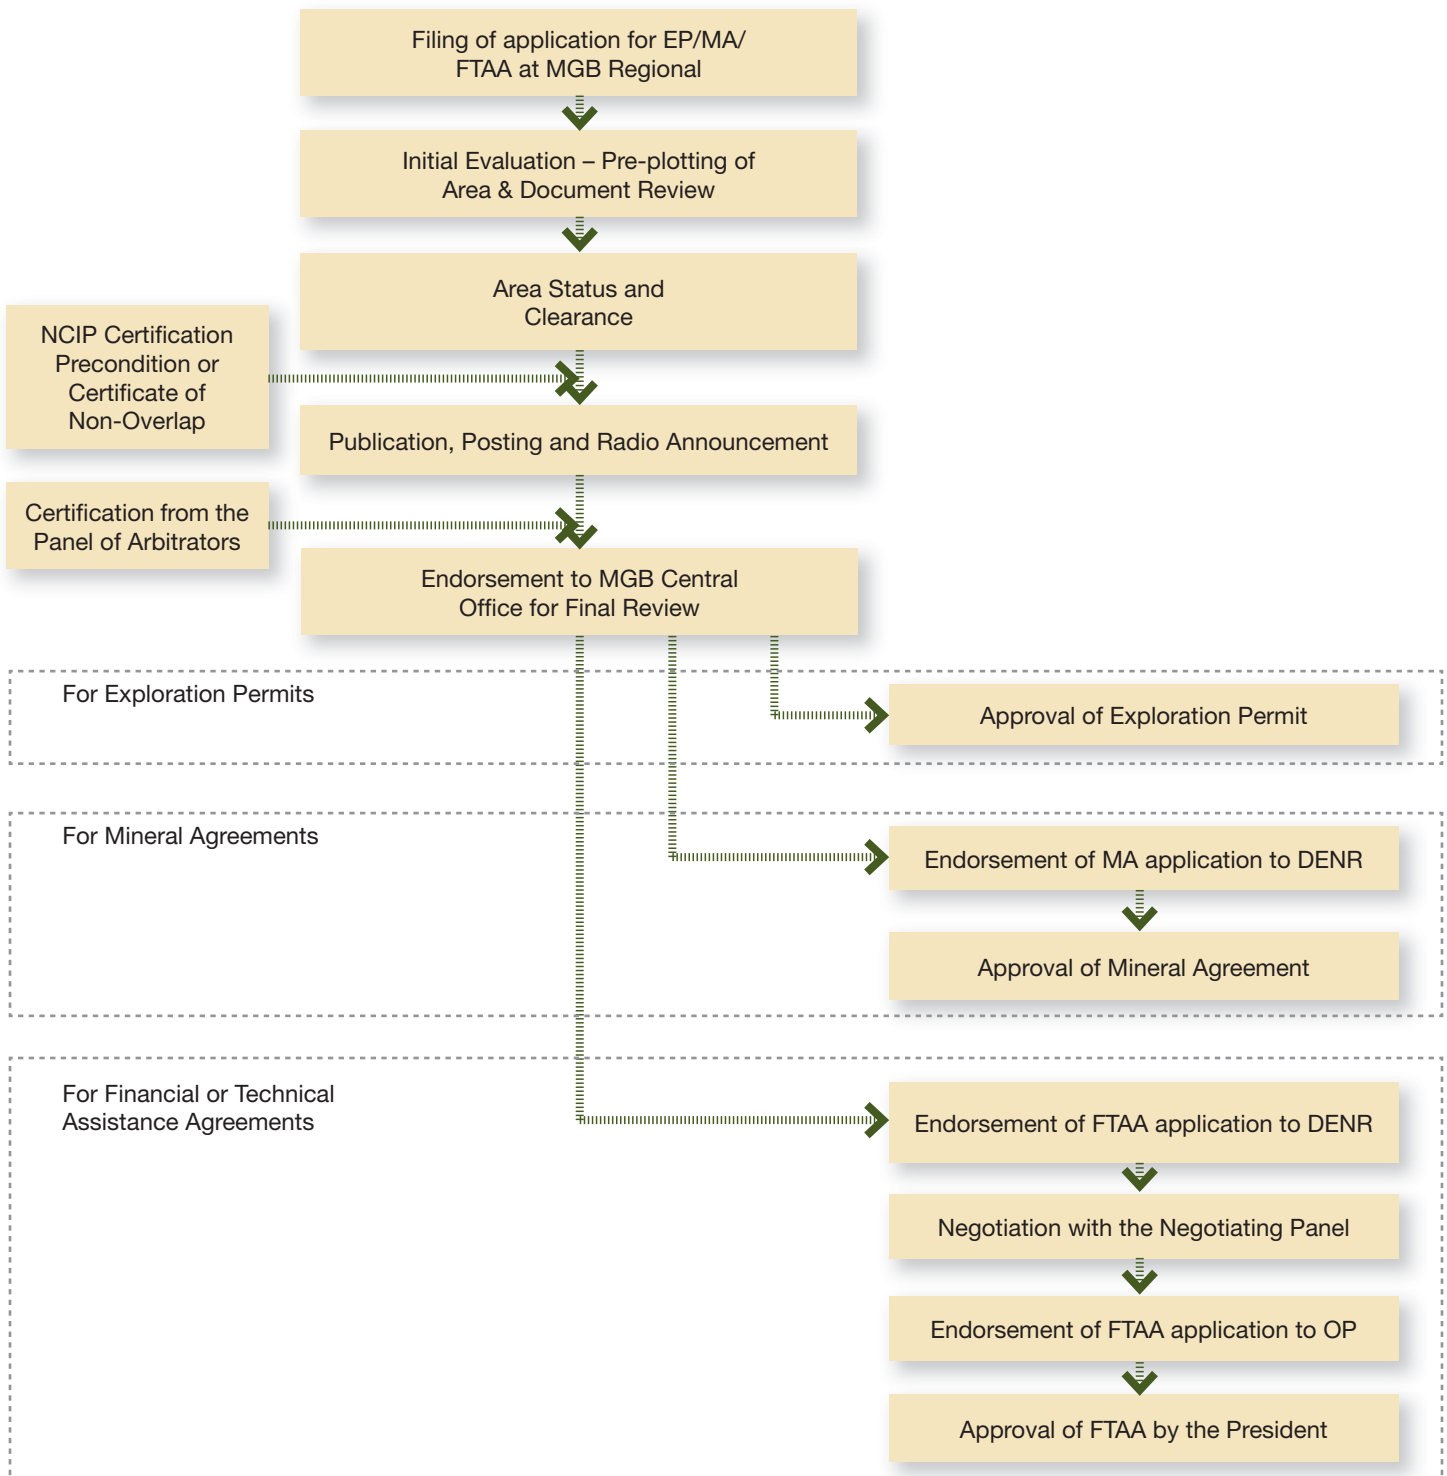 Filing of application for EP/MA/
FTAA at MGB Regional
Initial Evaluation – Pre-plotting of
Area & Document Review
Area Status and
Clearance
NCIP Certification
Precondition or
Certificate of
Non-Overlap
Publication, Posting and Radio Announcement
Certification from the
Panel of Arbitrators
Endorsement to MGB Central
Office for Final Review
For Exploration Permits
Approval of Exploration Permit
For Mineral Agreements
Endorsement of MA application to DENR
Approval of Mineral Agreement
For Financial or Technical
Assistance Agreements
Endorsement of FTAA application to DENR
Negotiation with the Negotiating Panel
Endorsement of FTAA application to OP
Approval of FTAA by the President